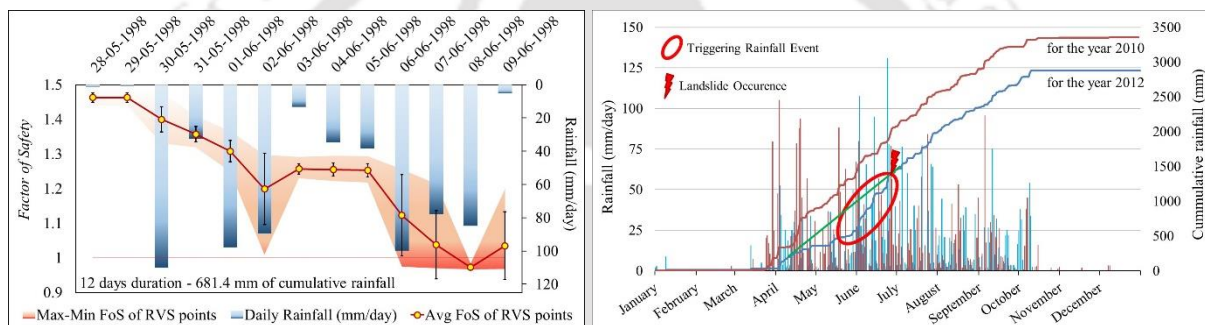 28-05-1998
29-05-1998
30-05-1998
31-05-1998
01-06-1998
02-06-1998
03-06-1998
04-06-1998
05-06-1998
06-06-1998
07-06-1998
08-06-1998
09-06-1998
1.5
1.4
1.3
1.2
1.1
1
0.9
Factor of Safety
0
20
40
60
80
100
120
Rainfall (mm/day)
12 days duration - 681.4 mm of cumulative rainfall
Max-Min FoS of RVS points
Daily Rainfall (mm/day)
Avg FoS of RVS points
150
125
100
75
50
25
0
Rainfall (mm/day)
Triggering Rainfall Event
Landslide Occurence
for the year 2010
for the year 2012
3500
3000
2500
2000
1500
1000
500
0
Cummulative rainfall (mm)
January
February
March
April
May
June
July
August
September
October
November
December